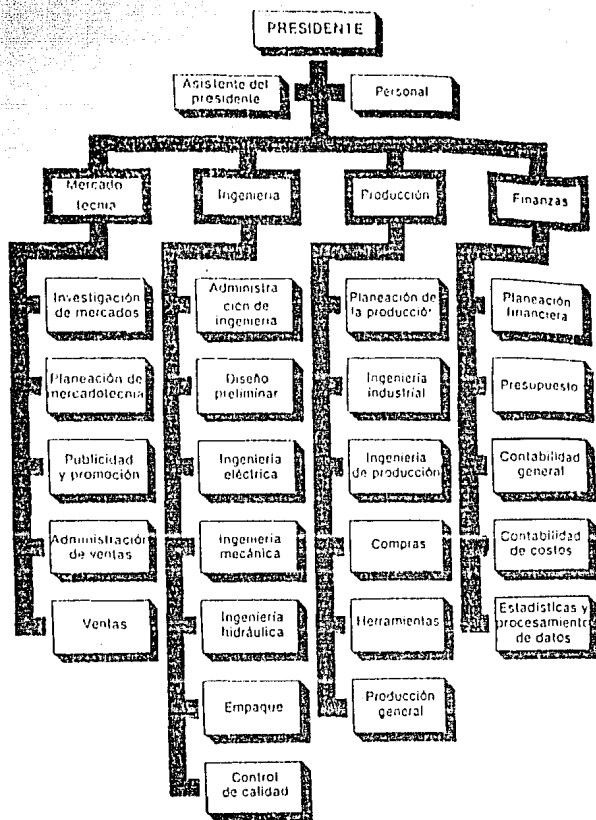 PRESIDENTE
Asistente del
presidente
Personal
Mercado
tecnia
Ingeniería
Producción
Finanzas
Investigación
de mercados
Planeación de
mercadotecnia
Publicidad
y promoción
Administración
de ventas
Ventas
Administra
ción de
ingeniería
Diseño
preliminar
Ingeniería
eléctrica
Ingeniería
mecánica
Ingeniería
hidráulica
Empaque
Control
de calidad
Planeación de
la producción
Ingeniería
industrial
Ingeniería
de producción
Compras
Herramientas
Producción
general
Planeación
financiera
Presupuesto
Contabilidad
general
Contabilidad
de costos
Estadísticas y
procesamiento
de datos